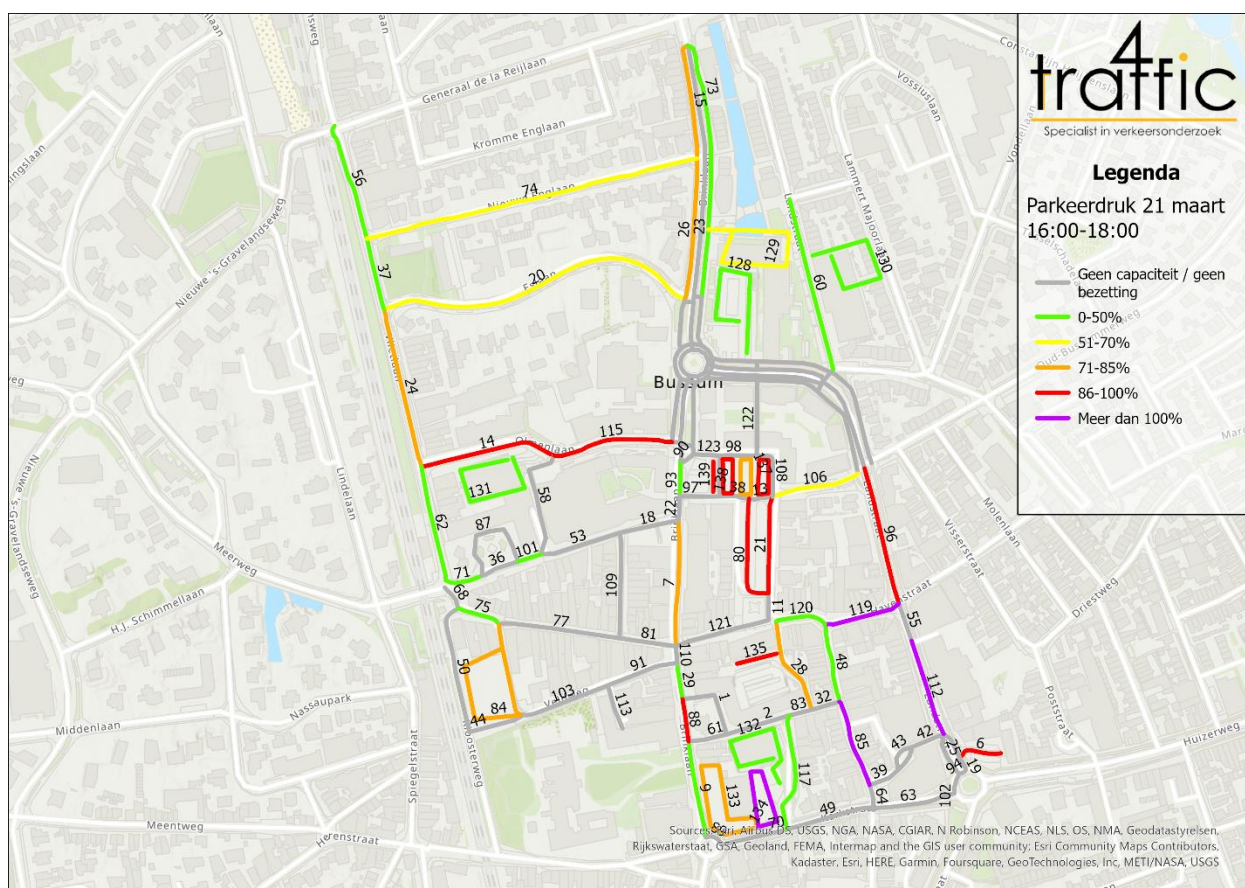 traffic
4
Specialist in verkeersonderzoek
Legenda
Parkeerdruk 21 maart
16:00-18:00
Geen capaciteit / geen
bezetting
0-50%
51-70%
71-85%
86-100%
Meer dan 100%
Generaal de la Reijlaan
Kromme Englaan
Vossiuslaan
Lammert Majoorlaan
Nieuwe 's-Gravelandseweg
Landstraat
73
15
56
74
26
23
129
128
130
60
37
20
24
Bussum
122
Lindelaan
14
115
90
123
98
139
138
108
106
93
97
38
13
131
58
22
87
18
53
62
36
101
71
80
21
96
7
109
Landstraat
Molenlaan
Visserstraat
Driestweg
Meerweg
H.J. Schimmellaan
68
75
77
81
121
11
120
119
55
110
91
135
28
48
29
50
103
113
1
88
84
44
61
132
2
83
32
112
85
43
42
25
6
94
19
39
117
9
133
64
63
102
49
70
Nassaupark
Middenlaan
Spiegelstraat
Poststraat
Huizerweg
Meentweg
Herenstraat
Sources: Esri, Airbus DS, USGS, NGA, NASA, CGIAR, N Robinson, NCEAS, NLS, OS, NMA, Geodatastyrelsen,
Rijkswaterstaat, GSA, Geoland, FEMA, Intermap and the GIS user community; Esri Community Maps Contributors,
Kadaster, Esri, HERE, Garmin, Foursquare, GeoTechnologies, Inc, METI/NASA, USGS